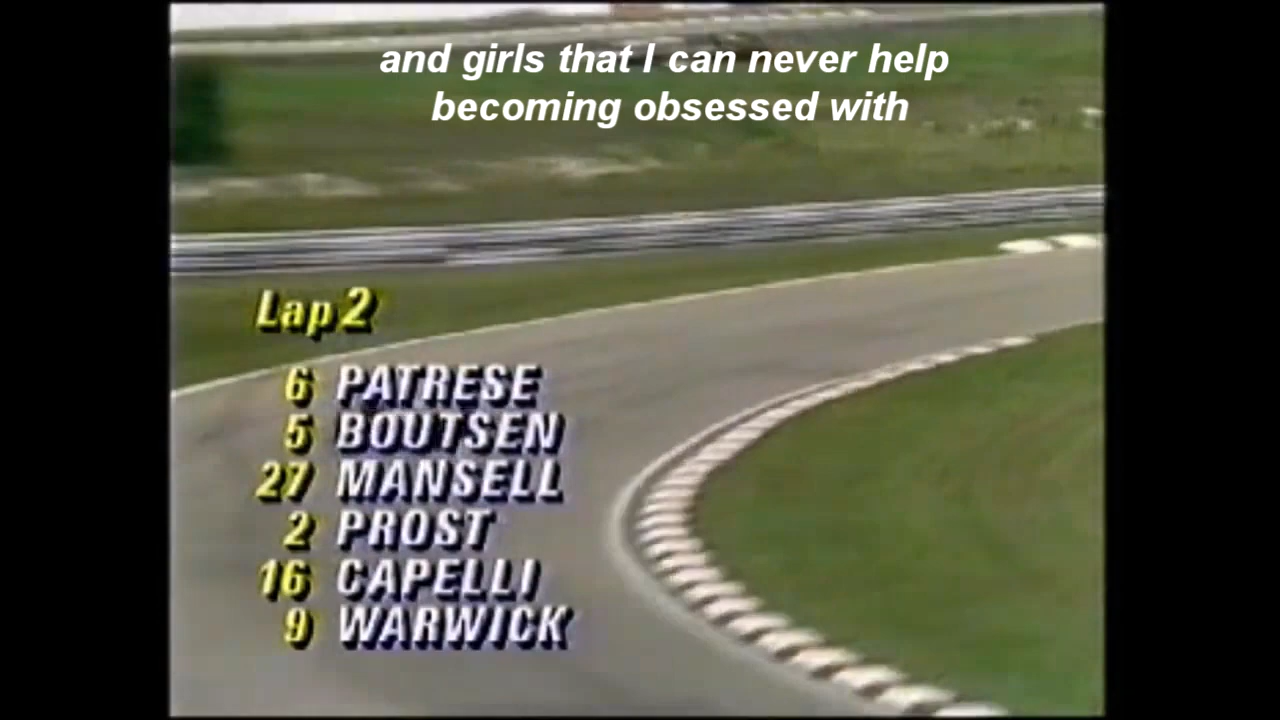 and girls that I can never help
becoming obsessed with
Lap 2
6 PATRESE
5 BOUTSEN
27 MANSELL
2 PROST
16 CAPELLI
9 WARWICK